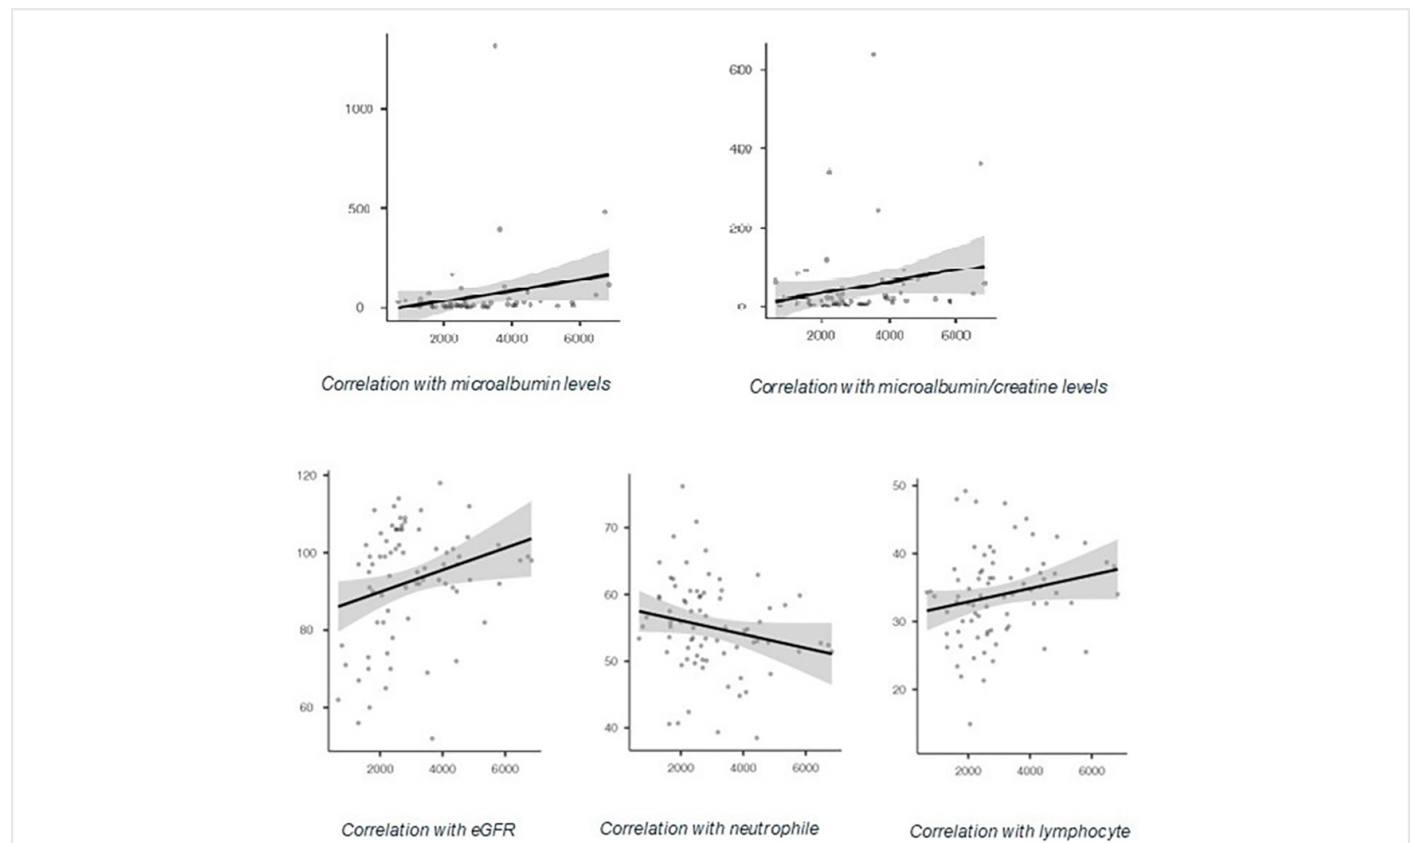 1000
500
0
2000 4000 6000
Correlation with microalbumin levels
600
400
200
0
2000 4000 6000
Correlation with microalbumin/creatine levels
120
100
80
60
2000 4000 6000
Correlation with eGFR
70
60
50
40
2000 4000 6000
Correlation with neutrophile
50
40
30
20
2000 4000 6000
Correlation with lymphocyte